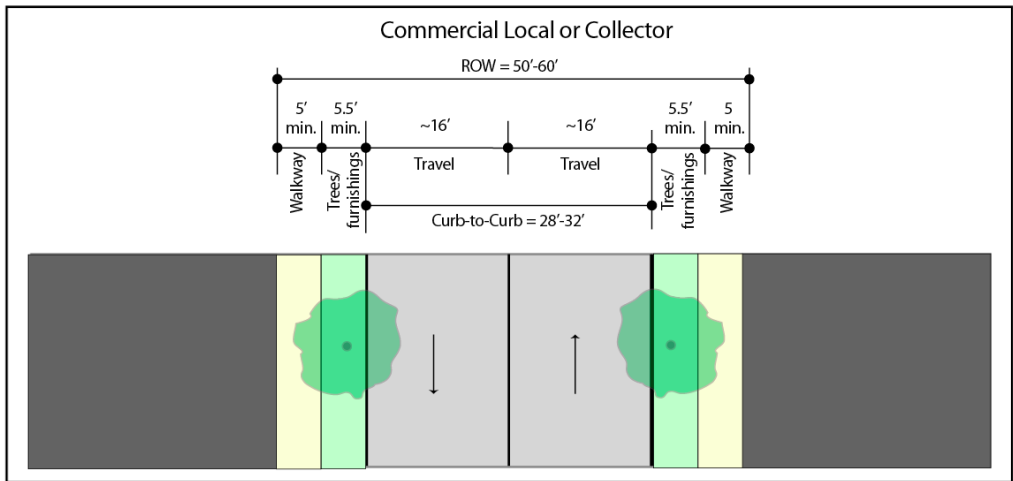 Commercial Local or Collector
ROW = 50’-60’
5’
min.
5.5’
min.
~16’
~16’
5.5’
min.
5
min.
Walkway
Trees/
furnishings
Travel
Travel
Trees/
furnishings
Walkway
Curb-to-Curb = 28’-32’